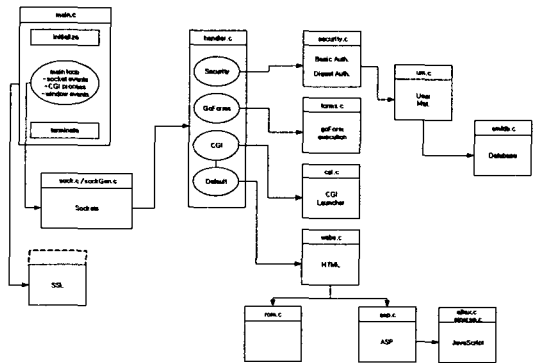 main.c
initialize
main loop
- socket events
- CGI process
- window events
terminate
sock.c / sockGen.c
Sockets
SSL
handler.c
Security
GoForms
CGI
Default
security.c
Basic Auth.
Digest Auth.
forms.c
goForm
execution
cgi.c
CGI
Launcher
webs.c
HTML
um.c
User
emfdb.c
Database
rom.c
asp.c
ASP
JavaScript